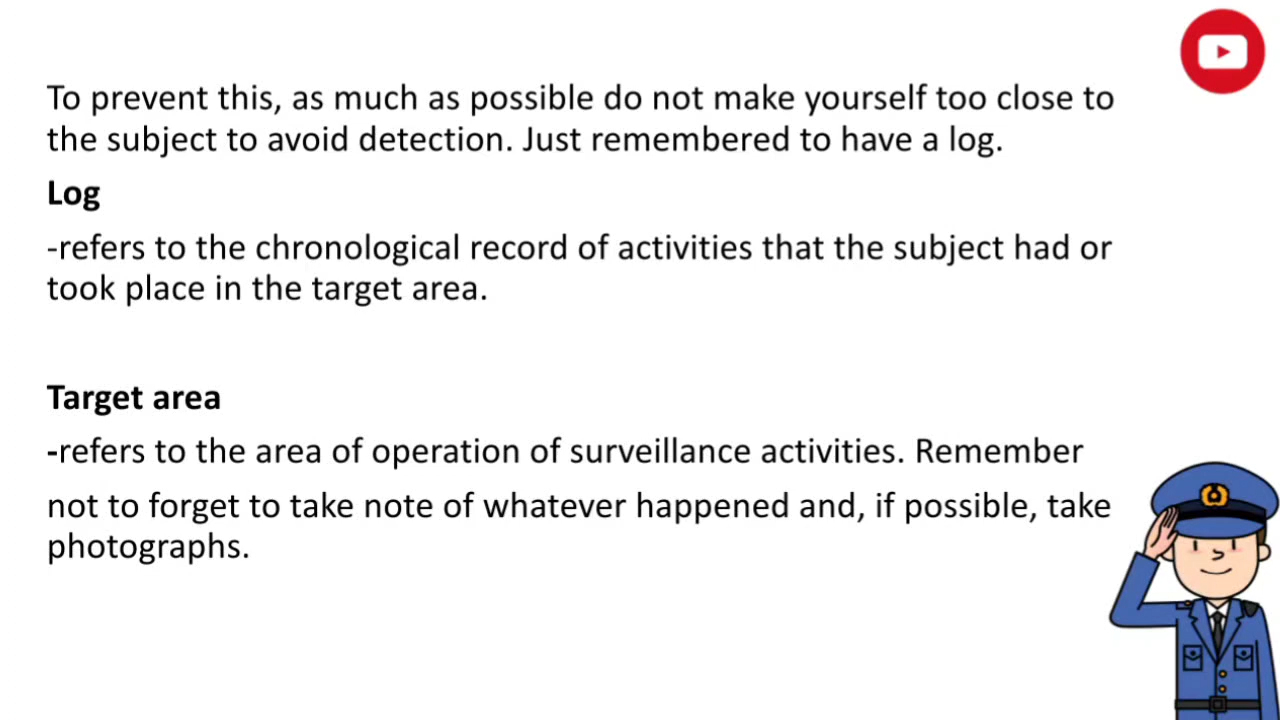 To prevent this, as much as possible do not make yourself too close to
the subject to avoid detection. Just remembered to have a log.
Log
-refers to the chronological record of activities that the subject had or
took place in the target area.
Target area
-refers to the area of operation of surveillance activities. Remember
not to forget to take note of whatever happened and, if possible, take
photographs.